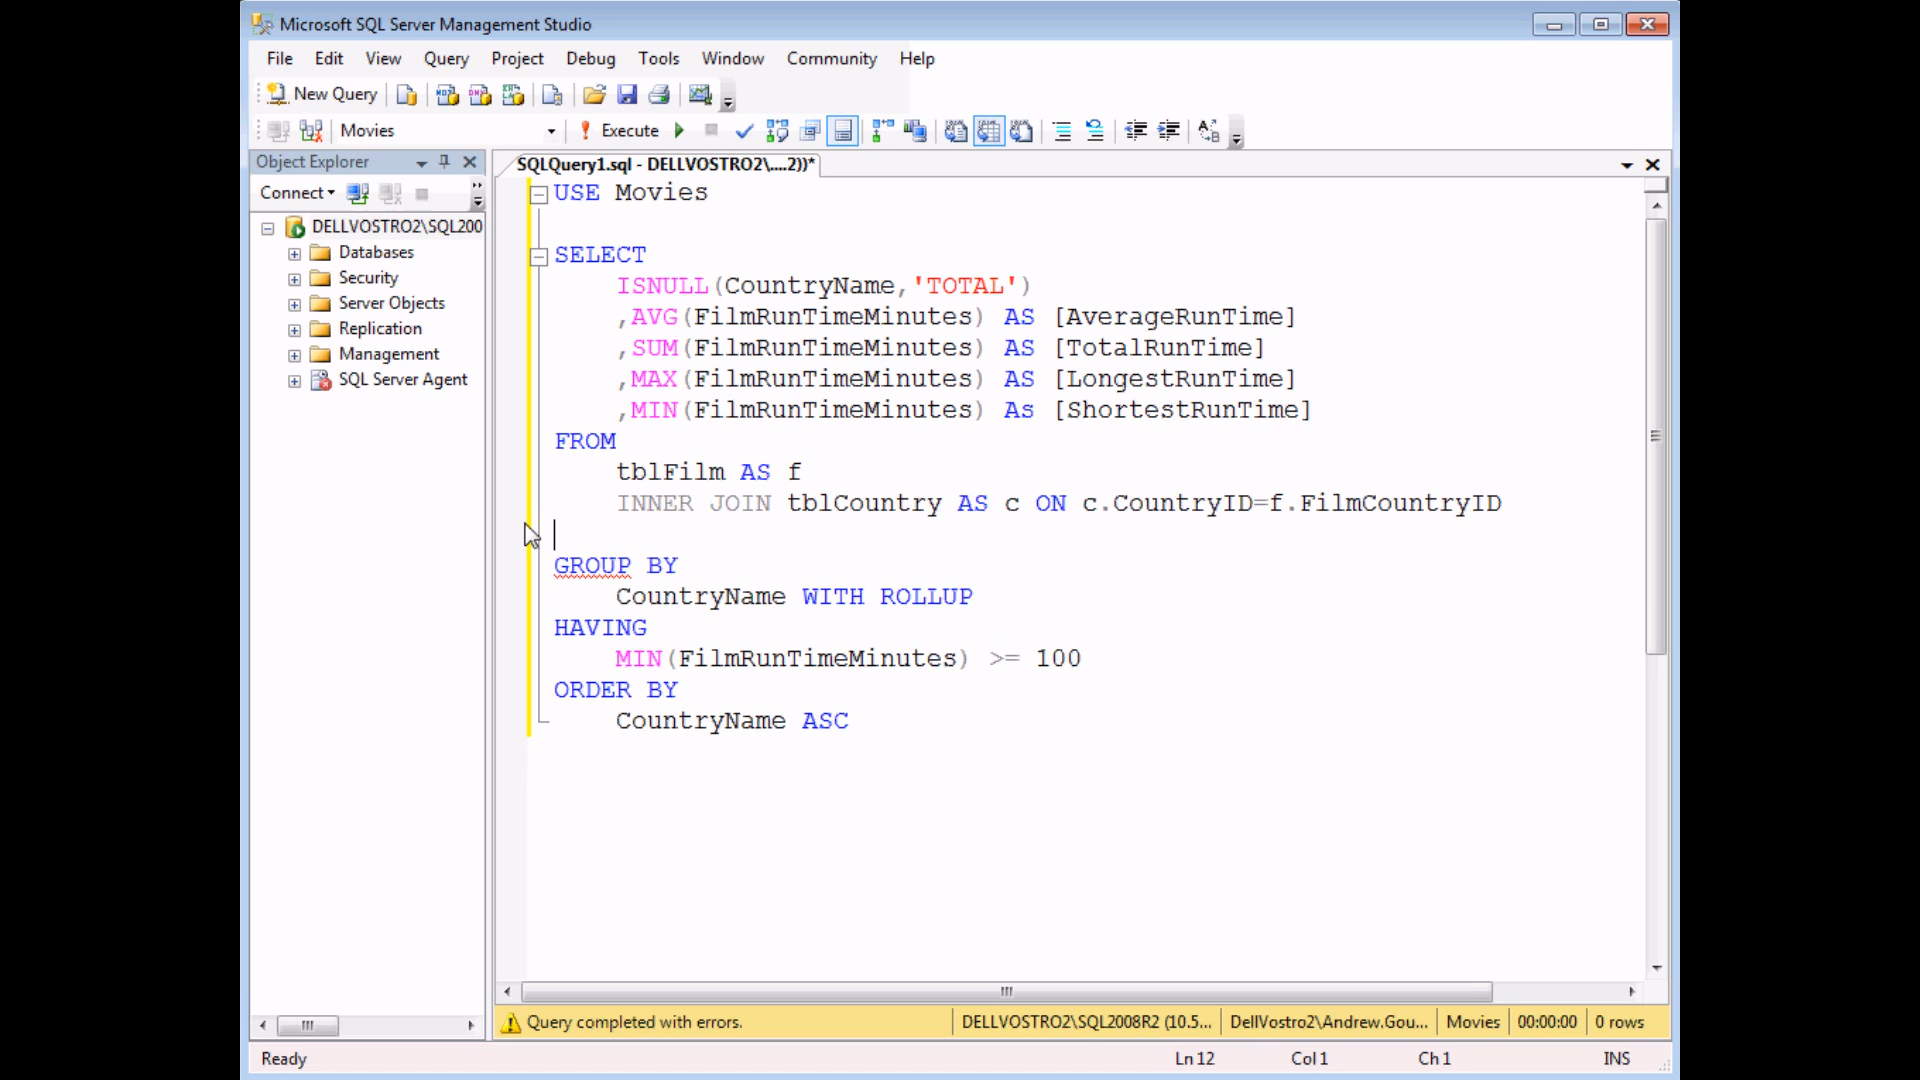 Microsoft SQL Server Management Studio
File Edit View Query Project Debug Tools Window Community Help
New Query
Movies Execute
Object Explorer
SQLQuery1.sql - DELLVOSTRO2\....2))*
Connect
DELLVOSTRO2\SQL200
Databases
Security
Server Objects
Replication
Management
SQL Server Agent
USE Movies
SELECT
ISNULL(CountryName,'TOTAL')
,AVG(FilmRunTimeMinutes) AS [AverageRunTime]
,SUM(FilmRunTimeMinutes) AS [TotalRunTime]
,MAX(FilmRunTimeMinutes) AS [LongestRunTime]
,MIN(FilmRunTimeMinutes) As [ShortestRunTime]
FROM
tblFilm AS f
INNER JOIN tblCountry AS c ON c.CountryID=f.FilmCountryID
GROUP BY
CountryName WITH ROLLUP
HAVING
MIN(FilmRunTimeMinutes) >= 100
ORDER BY
CountryName ASC
Query completed with errors. DELLVOSTRO2\SQL2008R2 (10.5... DellVostro2\Andrew.Gou... Movies 00:00:00 0 rows
Ready Ln 12 Col 1 Ch 1 INS